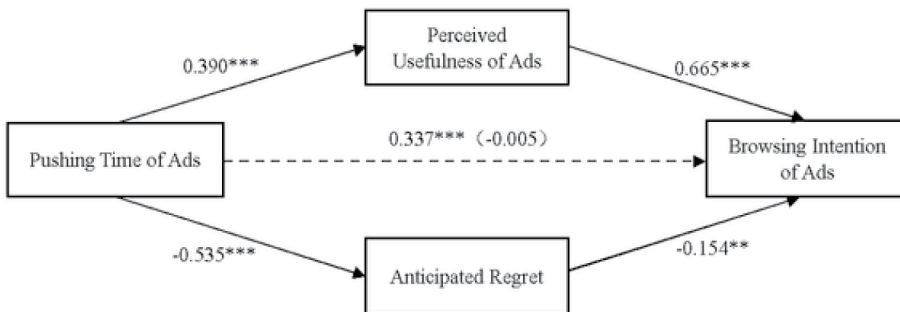 Perceived
Usefulness of Ads
0.390***
0.665***
0.337***（-0.005）
Pushing Time of Ads
Browsing Intention
of Ads
-0.535***
-0.154**
Anticipated Regret